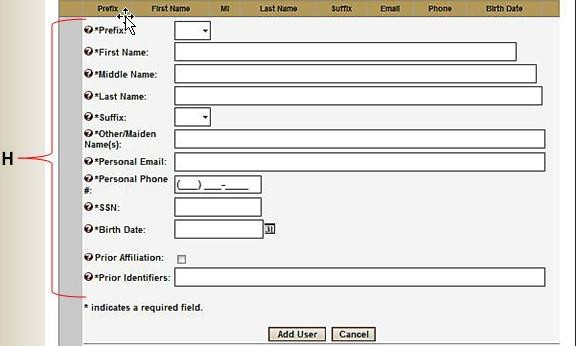 Prefix First Name MI Last Name Suffix Email Phone Birth Date
*Prefix:
*First Name:
*Middle Name:
*Last Name:
*Suffix:
*Other/Maiden
Name(s):
*Personal Email:
H
*Personal Phone
#:
(___) ___-____
*SSN:
*Birth Date:
31
Prior Affiliation:
*Prior Identifiers:
* indicates a required field.
Add User Cancel